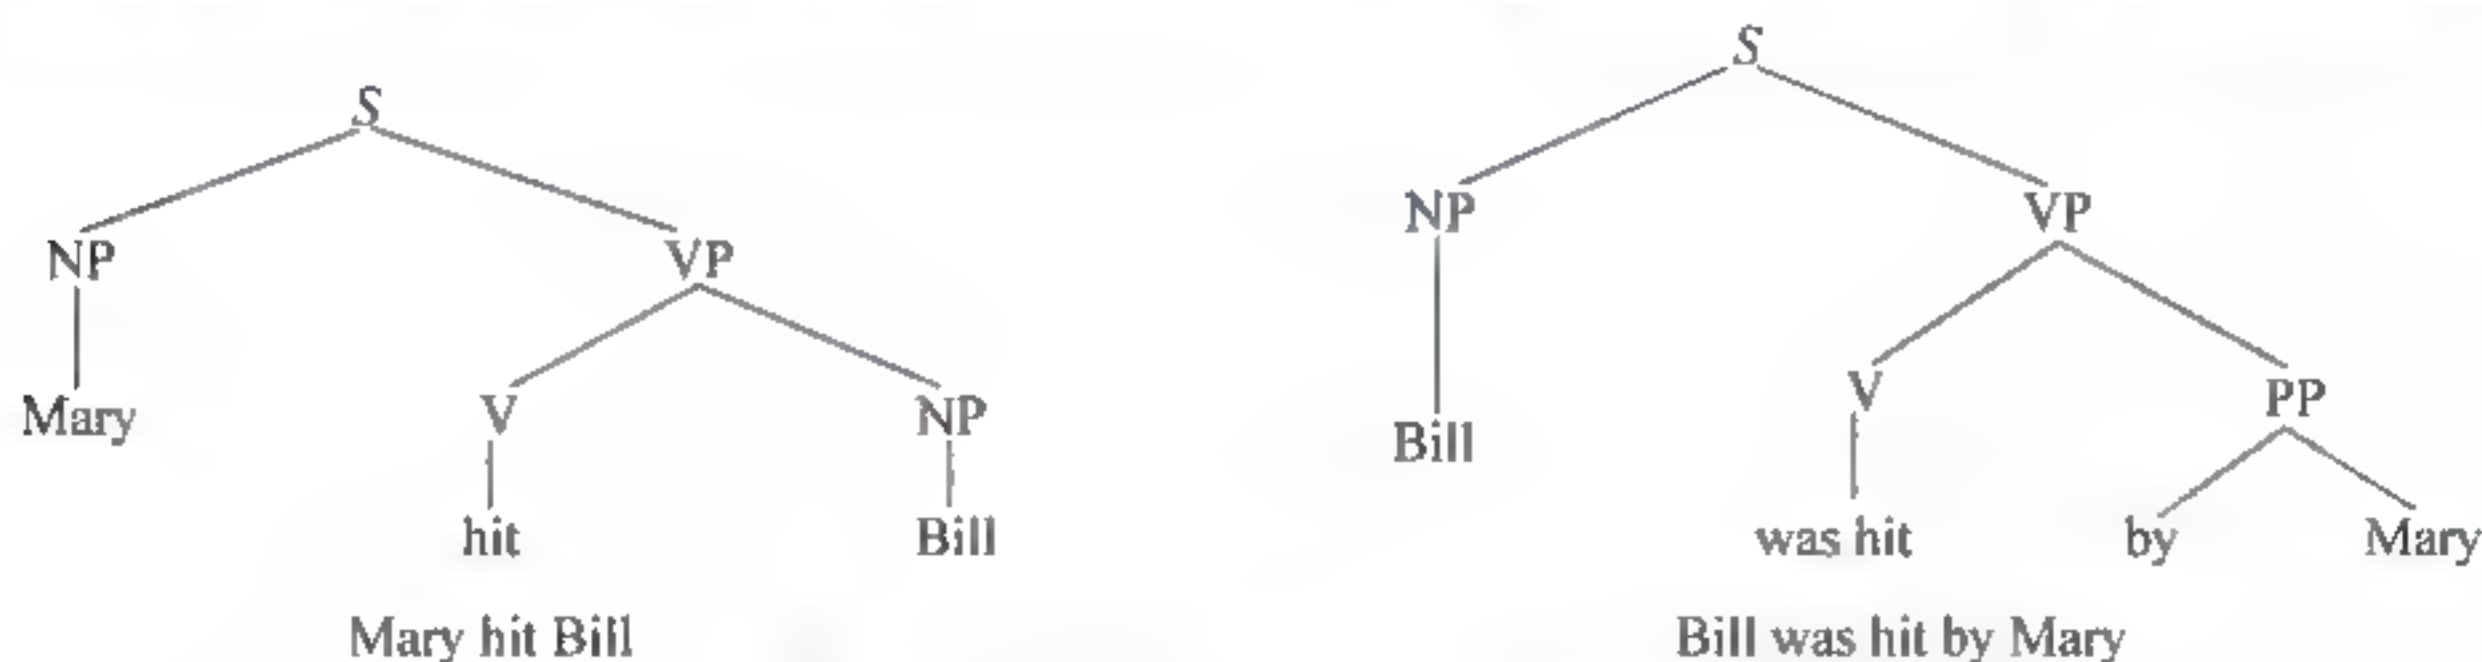 S
NP VP
Mary V NP
hit Bill
Mary hit Bill
S
NP VP
Bill V PP
was hit by Mary
Bill was hit by Mary